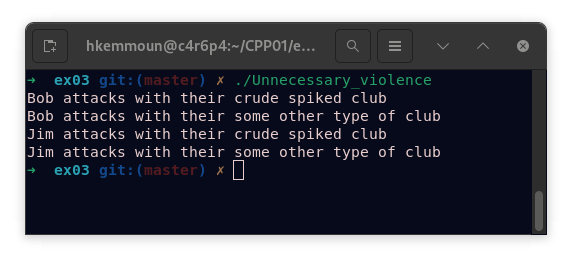 hkemmoun@c4r6p4:~/CPP01/e...
➜ ex03 git:(master) ✗ ./Unnecessary_violence
Bob attacks with their crude spiked club
Bob attacks with their some other type of club
Jim attacks with their crude spiked club
Jim attacks with their some other type of club
➜ ex03 git:(master) ✗